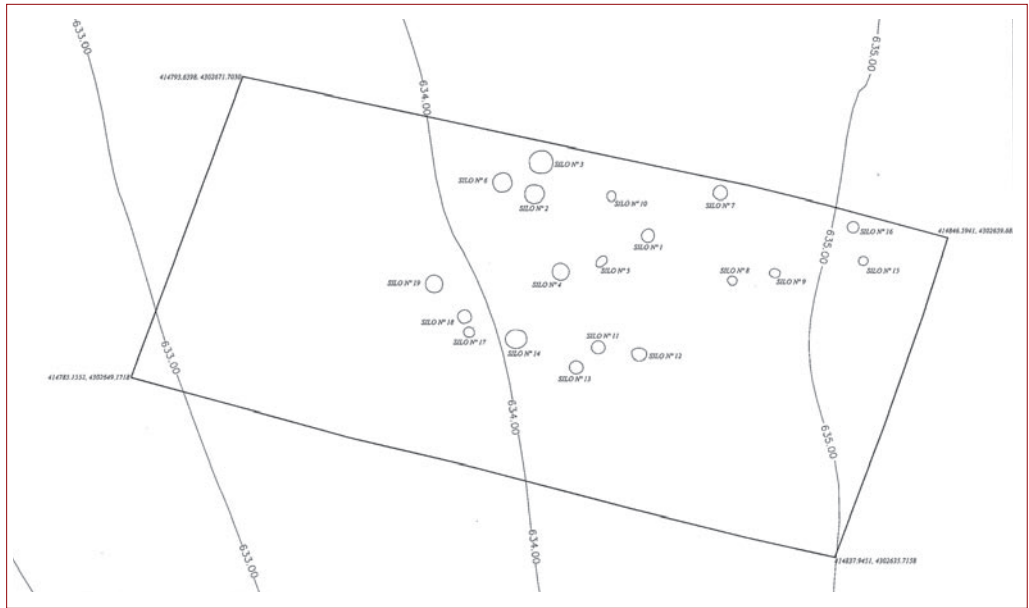 633.00
634.00
635.00
414793.6398, 4302671.7030
SILO Nº 3
SILO Nº 6
SILO Nº 2
SILO Nº 10
SILO Nº 7
SILO Nº 16
414846.3941, 4302659.68
SILO Nº 1
635.00
SILO Nº 5
SILO Nº 15
SILO Nº 4
SILO Nº 8
SILO Nº 9
SILO Nº 19
SILO Nº 18
SILO Nº 17
SILO Nº 14
SILO Nº 11
SILO Nº 12
SILO Nº 13
633.00
414785.1352, 4302649.1718
634.00
635.00
634.00
633.00
414837.9451, 4302635.7158